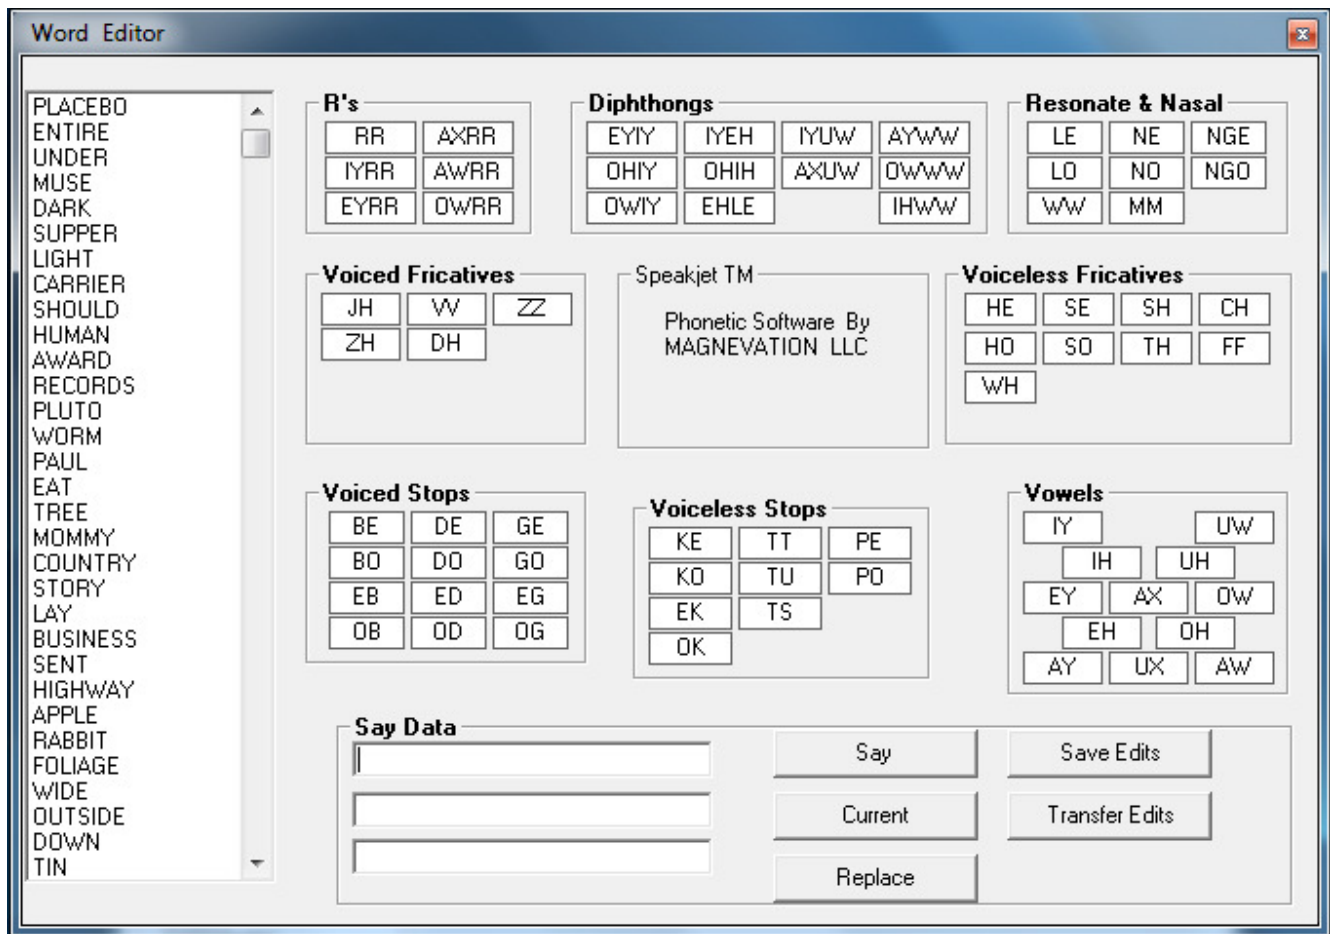 Word Editor
PLACEBO
ENTIRE
UNDER
MUSE
DARK
SUPPER
LIGHT
CARRIER
SHOULD
HUMAN
AWARD
RECORDS
PLUTO
WORM
PAUL
EAT
TREE
MOMMY
COUNTRY
STORY
LAY
BUSINESS
SENT
HIGHWAY
APPLE
RABBIT
FOLIAGE
WIDE
OUTSIDE
DOWN
TIN
R's
RR AXRR
IYRR AWRR
EYRR OWRR
Diphthongs
EYIY IYEH IYUW AYWW
OHIY OHIH AXUW OWWW
OWIY EHLE IHWW
Resonate & Nasal
LE NE NGE
LO NO NGO
WW MM
Voiced Fricatives
JH VV ZZ
ZH DH
Speakjet TM
Phonetic Software By
MAGNEVATION LLC
Voiceless Fricatives
HE SE SH CH
HO SO TH FF
WH
Voiced Stops
BE DE GE
BO DO GO
EB ED EG
OB OD OG
Voiceless Stops
KE TT PE
KO TU PO
EK TS
OK
Vowels
IY UW
IH UH
EY AX OW
EH OH
AY UX AW
Say Data
Say Save Edits
Current Transfer Edits
Replace